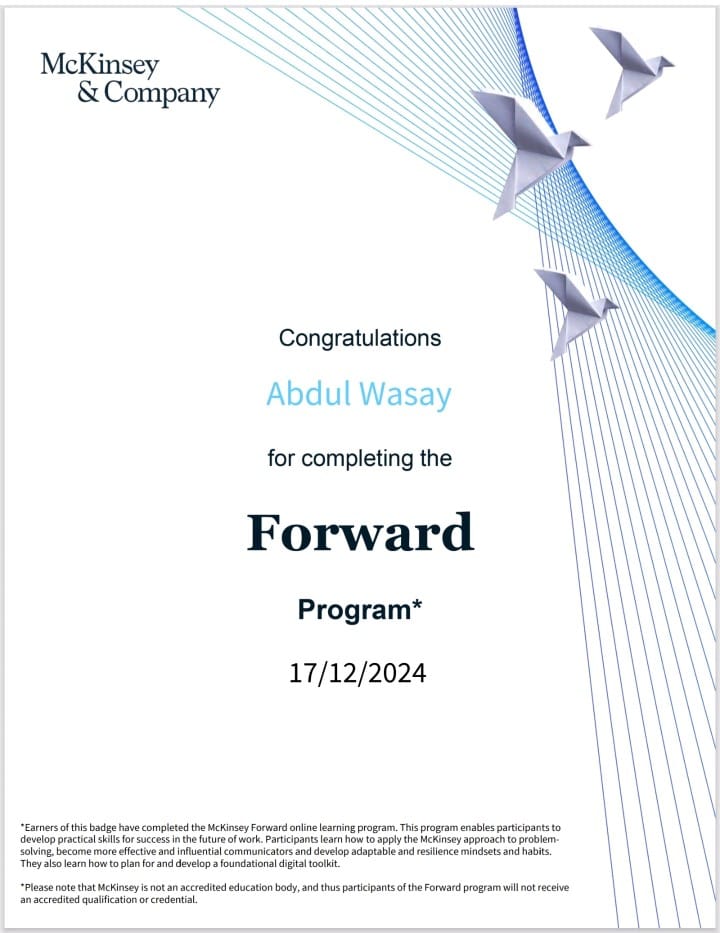 McKinsey
& Company
Congratulations
Abdul Wasay
for completing the
Forward
Program*
17/12/2024
*Earners of this badge have completed the McKinsey Forward online learning program. This program enables participants to
develop practical skills for success in the future of work. Participants learn how to apply the McKinsey approach to problem-
solving, become more effective and influential communicators and develop adaptable and resilience mindsets and habits.
They also learn how to plan for and develop a foundational digital toolkit.
*Please note that McKinsey is not an accredited education body, and thus participants of the Forward program will not receive
an accredited qualification or credential.